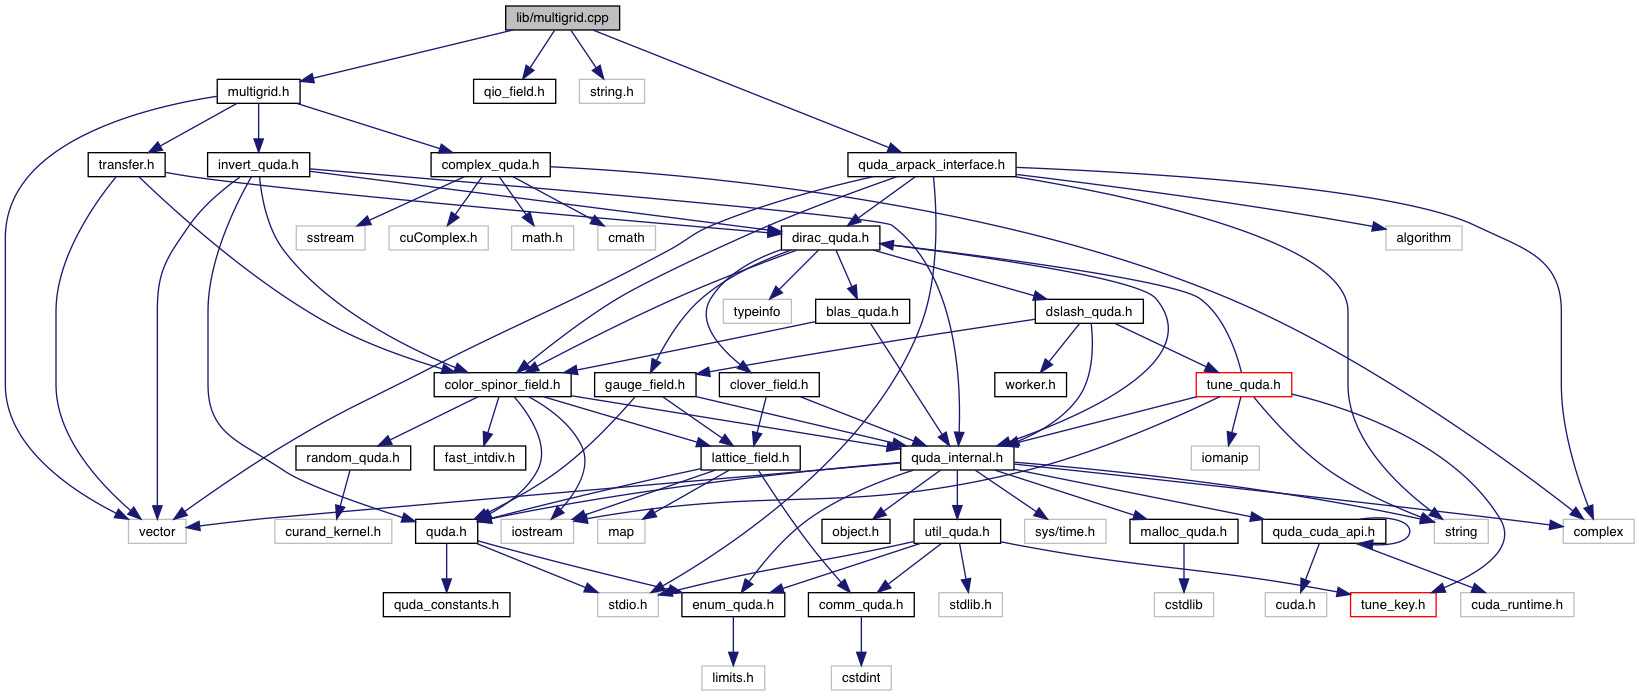 lib/multigrid.cpp
multigrid.h
qio_field.h
string.h
transfer.h
invert_quda.h
complex_quda.h
quda_arpack_interface.h
sstream
cuComplex.h
math.h
cmath
dirac_quda.h
algorithm
typeinfo
blas_quda.h
dslash_quda.h
color_spinor_field.h
gauge_field.h
clover_field.h
worker.h
tune_quda.h
random_quda.h
fast_intdiv.h
lattice_field.h
quda_internal.h
iomanip
vector
curand_kernel.h
quda.h
iostream
map
object.h
util_quda.h
sys/time.h
malloc_quda.h
quda_cuda_api.h
string
complex
quda_constants.h
stdio.h
enum_quda.h
comm_quda.h
stdlib.h
cstdlib
cuda.h
tune_key.h
cuda_runtime.h
limits.h
cstdint